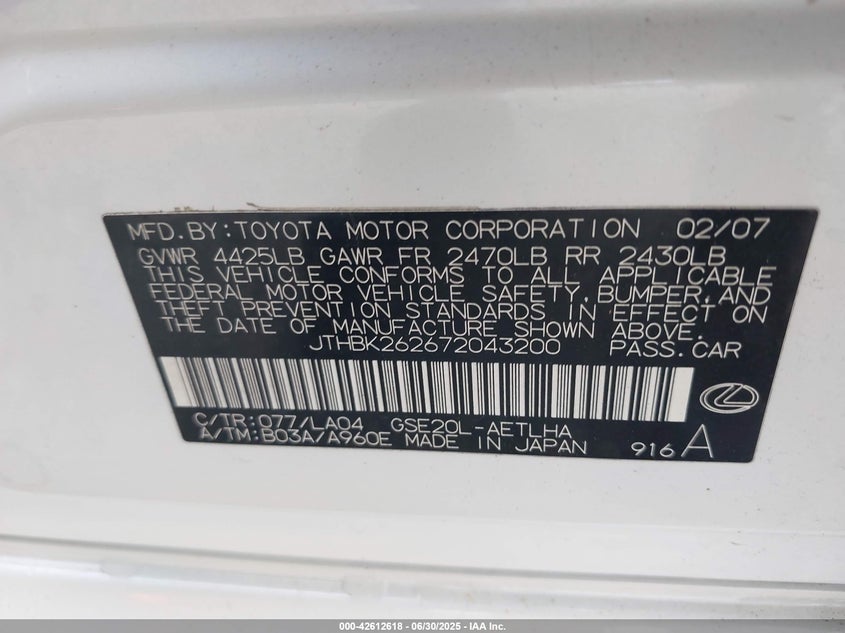 MFD.BY:TOYOTA MOTOR CORPORATION 02/07
GVWR 4425LB GAWR FR 2470LB RR 2430LB
THIS VEHICLE CONFORMS TO ALL APPLICABLE
FEDERAL MOTOR VEHICLE SAFETY,BUMPER,AND
THEFT PREVENTION STANDARDS IN EFFECT ON
THE DATE OF MANUFACTURE SHOWN ABOVE.
JTHBK262672043200 PASS.CAR
C/TR:077/LA04 GSE20L-AETLHA
A/TM:B03A/A960E MADE IN JAPAN 916A
000-42612618 - 06/30/2025 - IAA Inc.